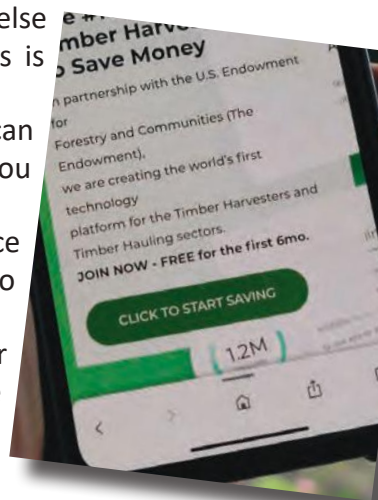 else
s is
can
ou
ce
o
r
mber Harve
Save Money
partnership with the U.S. Endowment
for
Forestry and Communities (The
Endowment),
we are creating the world's first
technology
platform for the Timber Harvesters and
Timber Hauling sectors.
JOIN NOW - FREE for the first 6mo.
CLICK TO START SAVING
1.2M